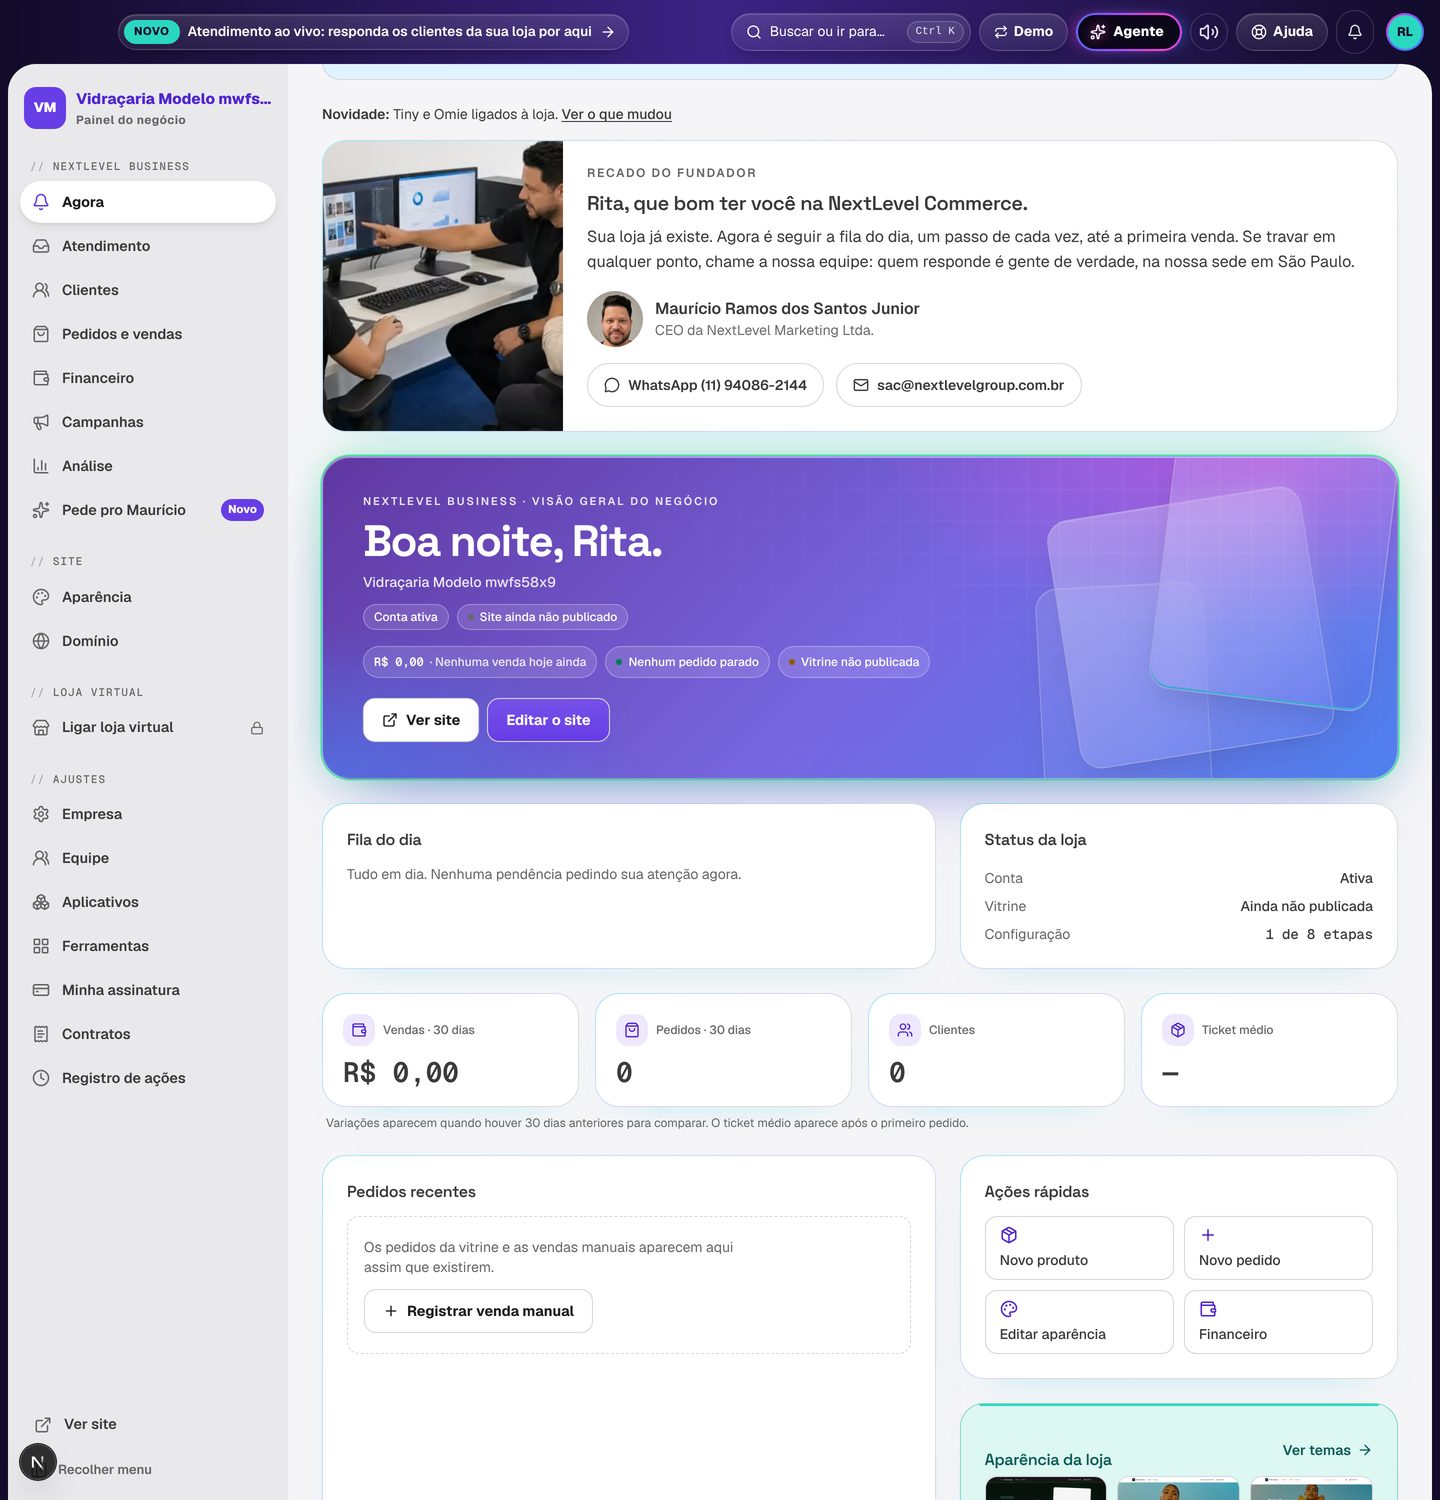 NOVO Atendimento ao vivo: responda os clientes da sua loja por aqui
Buscar ou ir para... Ctrl K
Demo
Agente
Ajuda
RL
VM
Vidraçaria Modelo mwfs...
Painel do negócio
// NEXTLEVEL BUSINESS
Agora
Atendimento
Clientes
Pedidos e vendas
Financeiro
Campanhas
Análise
Pede pro Maurício Novo
// SITE
Aparência
Domínio
// LOJA VIRTUAL
Ligar loja virtual
// AJUSTES
Empresa
Equipe
Aplicativos
Ferramentas
Minha assinatura
Contratos
Registro de ações
Ver site
N
Recolher menu
Novidade: Tiny e Omie ligados à loja. Ver o que mudou
RECADO DO FUNDADOR
Rita, que bom ter você na NextLevel Commerce.
Sua loja já existe. Agora é seguir a fila do dia, um passo de cada vez, até a primeira venda. Se travar em
qualquer ponto, chame a nossa equipe: quem responde é gente de verdade, na nossa sede em São Paulo.
Maurício Ramos dos Santos Junior
CEO da NextLevel Marketing Ltda.
WhatsApp (11) 94086-2144
sac@nextlevelgroup.com.br
NEXTLEVEL BUSINESS · VISÃO GERAL DO NEGÓCIO
Boa noite, Rita.
Vidraçaria Modelo mwfs58x9
Conta ativa
Site ainda não publicado
R$ 0,00 · Nenhuma venda hoje ainda
Nenhum pedido parado
Vitrine não publicada
Ver site
Editar o site
Fila do dia
Tudo em dia. Nenhuma pendência pedindo sua atenção agora.
Status da loja
Conta Ativa
Vitrine Ainda não publicada
Configuração 1 de 8 etapas
Vendas · 30 dias
R$ 0,00
Pedidos · 30 dias
0
Clientes
0
Ticket médio
—
Variações aparecem quando houver 30 dias anteriores para comparar. O ticket médio aparece após o primeiro pedido.
Pedidos recentes
Os pedidos da vitrine e as vendas manuais aparecem aqui
assim que existirem.
Registrar venda manual
Ações rápidas
Novo produto
Novo pedido
Editar aparência
Financeiro
Ver temas
Aparência da loja